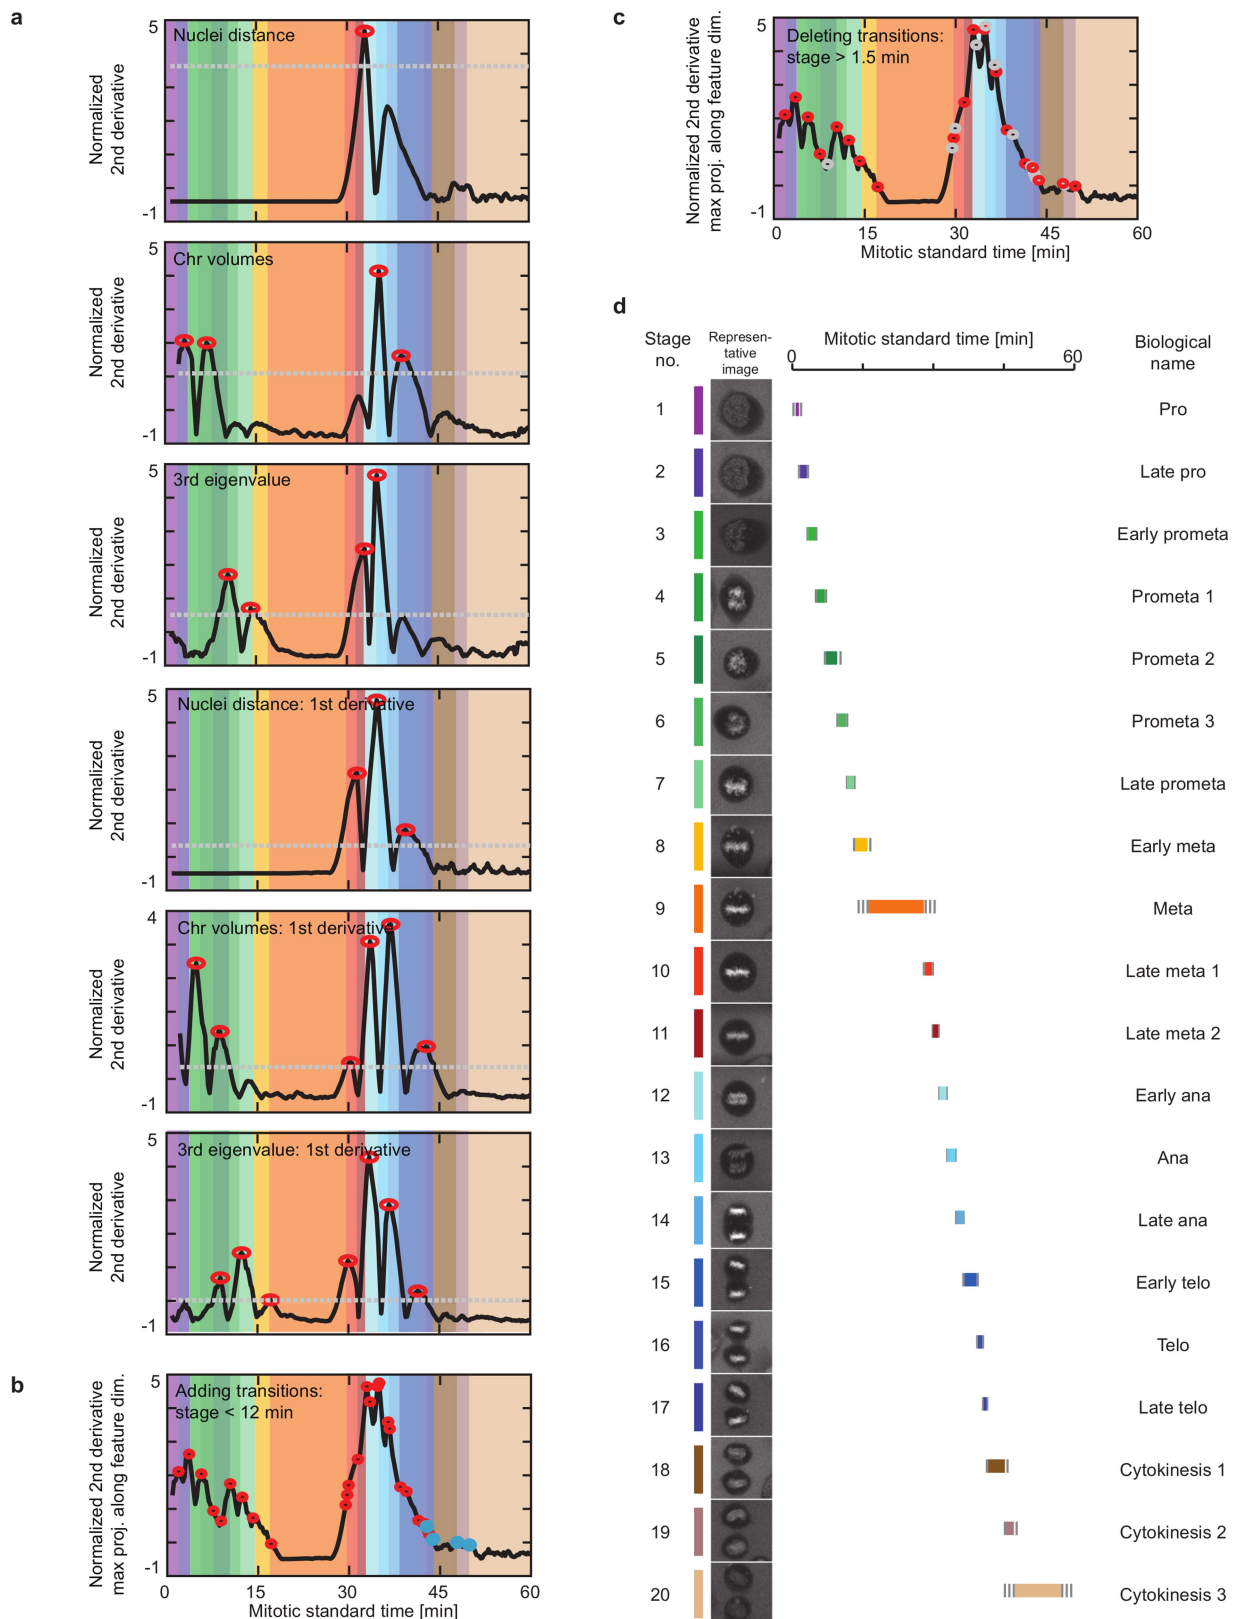 a
5
Nuclei distance
Normalized
2nd derivative
-1
5
Chr volumes
Normalized
2nd derivative
-1
5
3rd eigenvalue
Normalized
2nd derivative
-1
5
Nuclei distance: 1st derivative
Normalized
2nd derivative
-1
4
Chr volumes: 1st derivative
Normalized
2nd derivative
-1
5
3rd eigenvalue: 1st derivative
Normalized
2nd derivative
-1
b
5
Adding transitions:
stage < 12 min
Normalized 2nd derivative
max proj. along feature dim.
-1
0 15 30 45 60
Mitotic standard time [min]
c
5
Deleting transitions:
stage > 1.5 min
Normalized 2nd derivative
max proj. along feature dim.
-1
0 15 30 45 60
Mitotic standard time [min]
d
Stage
no.
Represen-
tative
image
Mitotic standard time [min]
0 60
Biological
name
1 Pro
2 Late pro
3 Early prometa
4 Prometa 1
5 Prometa 2
6 Prometa 3
7 Late prometa
8 Early meta
9 Meta
10 Late meta 1
11 Late meta 2
12 Early ana
13 Ana
14 Late ana
15 Early telo
16 Telo
17 Late telo
18 Cytokinesis 1
19 Cytokinesis 2
20 Cytokinesis 3